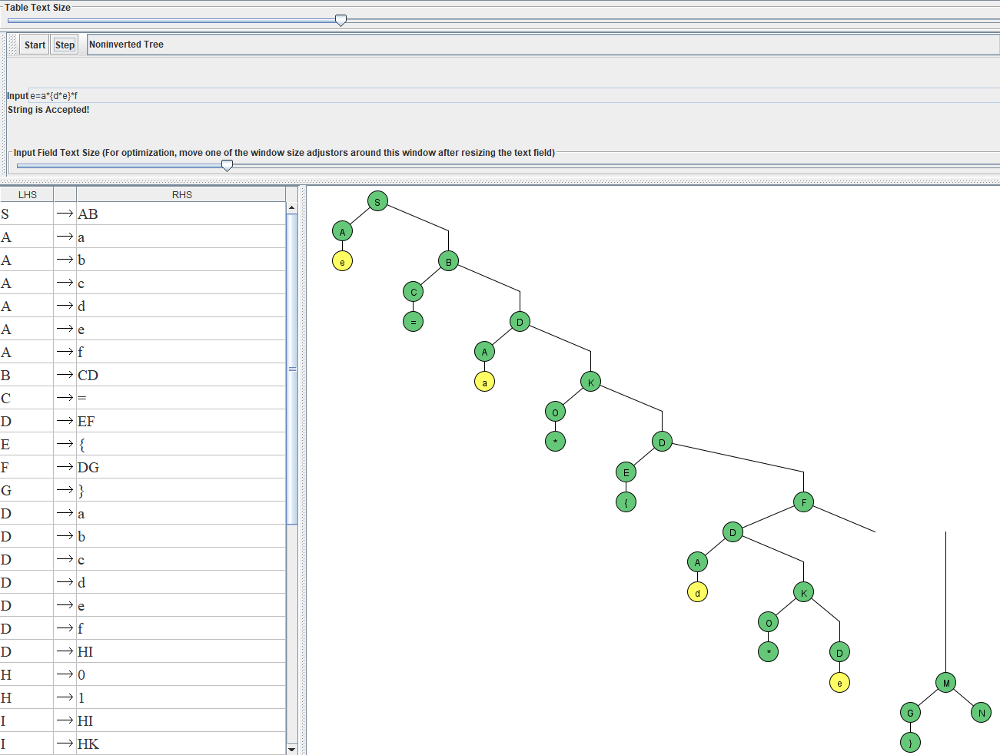 Table Text Size
Start Step Noninverted Tree
Input e=a*{d*e}*f
String is Accepted!
Input Field Text Size (For optimization, move one of the window size adjustors around this window after resizing the text field)
LHS RHS
S → AB
A → a
A → b
A → c
A → d
A → e
A → f
B → CD
C → =
D → EF
E → {
F → DG
G → }
D → a
D → b
D → c
D → d
D → e
D → f
D → HI
H → 0
H → 1
I → HI
I → HK
S
A
e B
C
= D
A
a K
O
* D
E
{ F
D
A
d K
O
* D
e M
G N
}